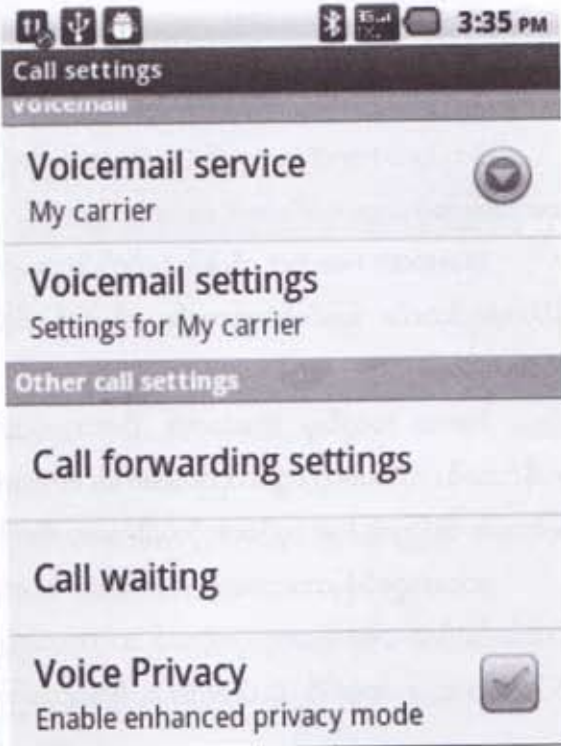 3:35 PM
Call settings
Voicemail
Voicemail service
My carrier
Voicemail settings
Settings for My carrier
Other call settings
Call forwarding settings
Call waiting
Voice Privacy
Enable enhanced privacy mode